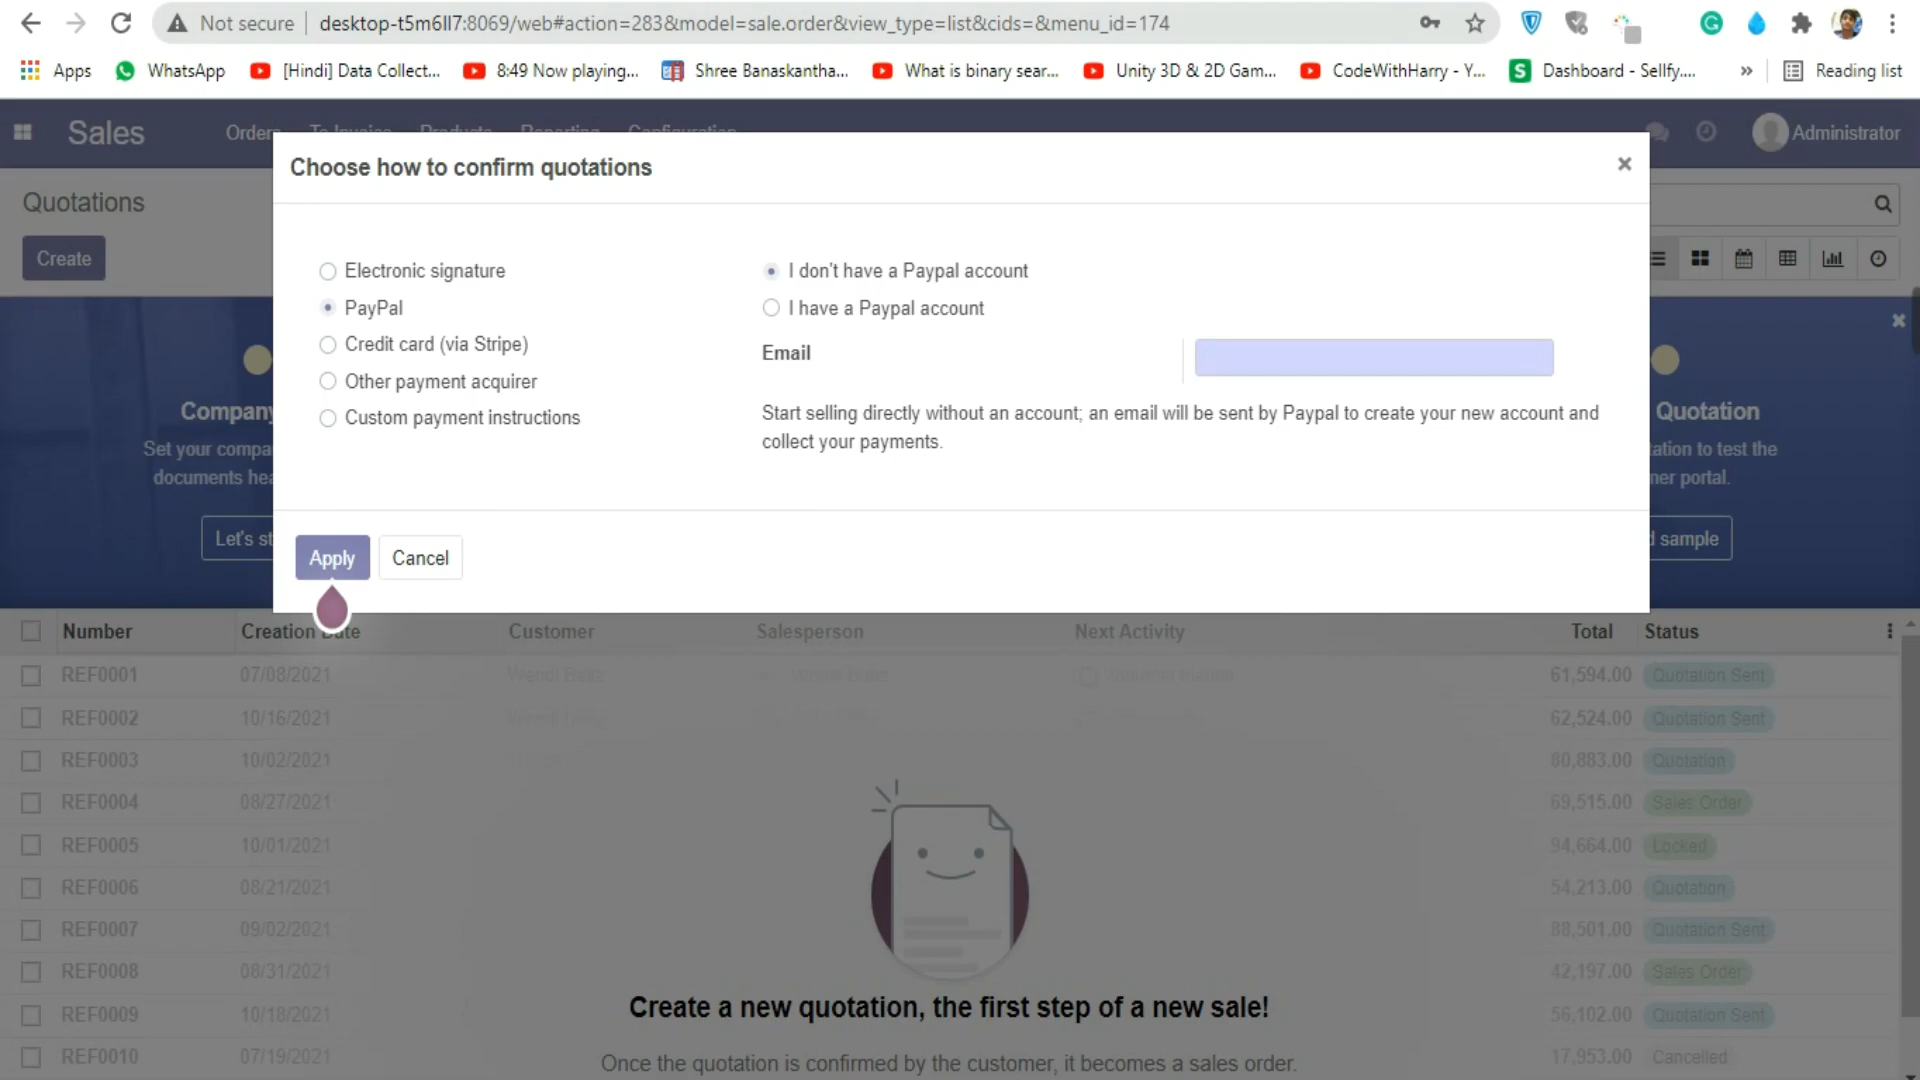 Not secure desktop-t5m6ll7:8069/web#action=283&model=sale.order&view_type=list&cids=&menu_id=174
Apps WhatsApp [Hindi] Data Collect... 8:49 Now playing... Shree Banaskantha... What is binary sear... Unity 3D & 2D Gam... CodeWithHarry - Y... Dashboard - Sellfy.... » Reading list
Sales Orders To Invoice Products Reporting Configuration Administrator
Choose how to confirm quotations
Quotations
Create
Electronic signature
PayPal
Credit card (via Stripe)
Other payment acquirer
Custom payment instructions
I don't have a Paypal account
I have a Paypal account
Email
Start selling directly without an account; an email will be sent by Paypal to create your new account and
collect your payments.
Company
Set your compa
documents hea
Let's st
Quotation
tation to test the
ner portal.
d sample
Apply Cancel
Number Creation Date Customer Salesperson Next Activity Total Status
REF0001 07/08/2021 61,594.00 Quotation Sent
REF0002 10/16/2021 62,524.00 Quotation Sent
REF0003 10/02/2021 80,883.00 Quotation
REF0004 08/27/2021 69,515.00 Sales Order
REF0005 10/01/2021 94,664.00 Locked
REF0006 08/21/2021 54,213.00 Quotation
REF0007 09/02/2021 88,501.00 Quotation Sent
REF0008 08/31/2021 42,197.00 Sales Order
REF0009 10/18/2021 56,102.00 Quotation Sent
REF0010 07/19/2021 17,953.00 Cancelled
Create a new quotation, the first step of a new sale!
Once the quotation is confirmed by the customer, it becomes a sales order.